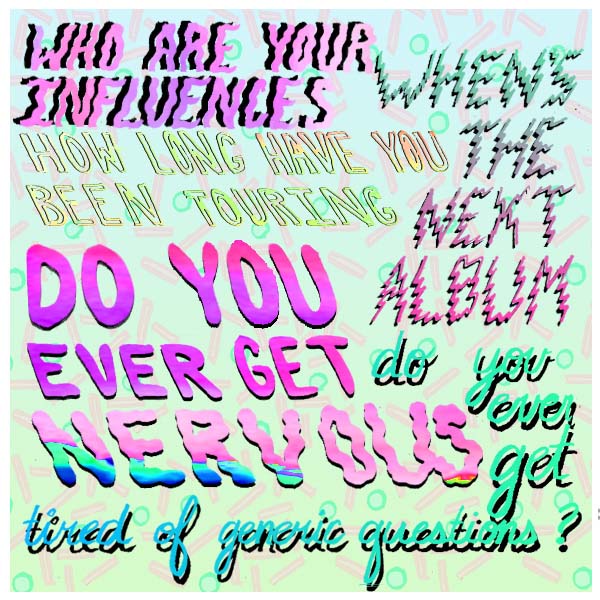 WHO ARE YOUR
INFLUENCES
HOW LONG HAVE YOU
BEEN TOURING
WHEN'S
THE
NEXT
ALBUM
DO YOU
EVER GET
NERVOUS
do you
ever
get
tired of generic questions ?